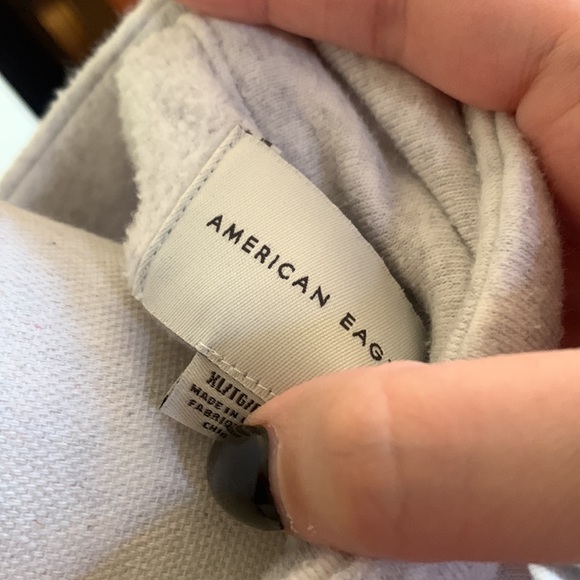 AMERICAN EAG
XL/TG/
MADE IN
FABRIQ
CHI